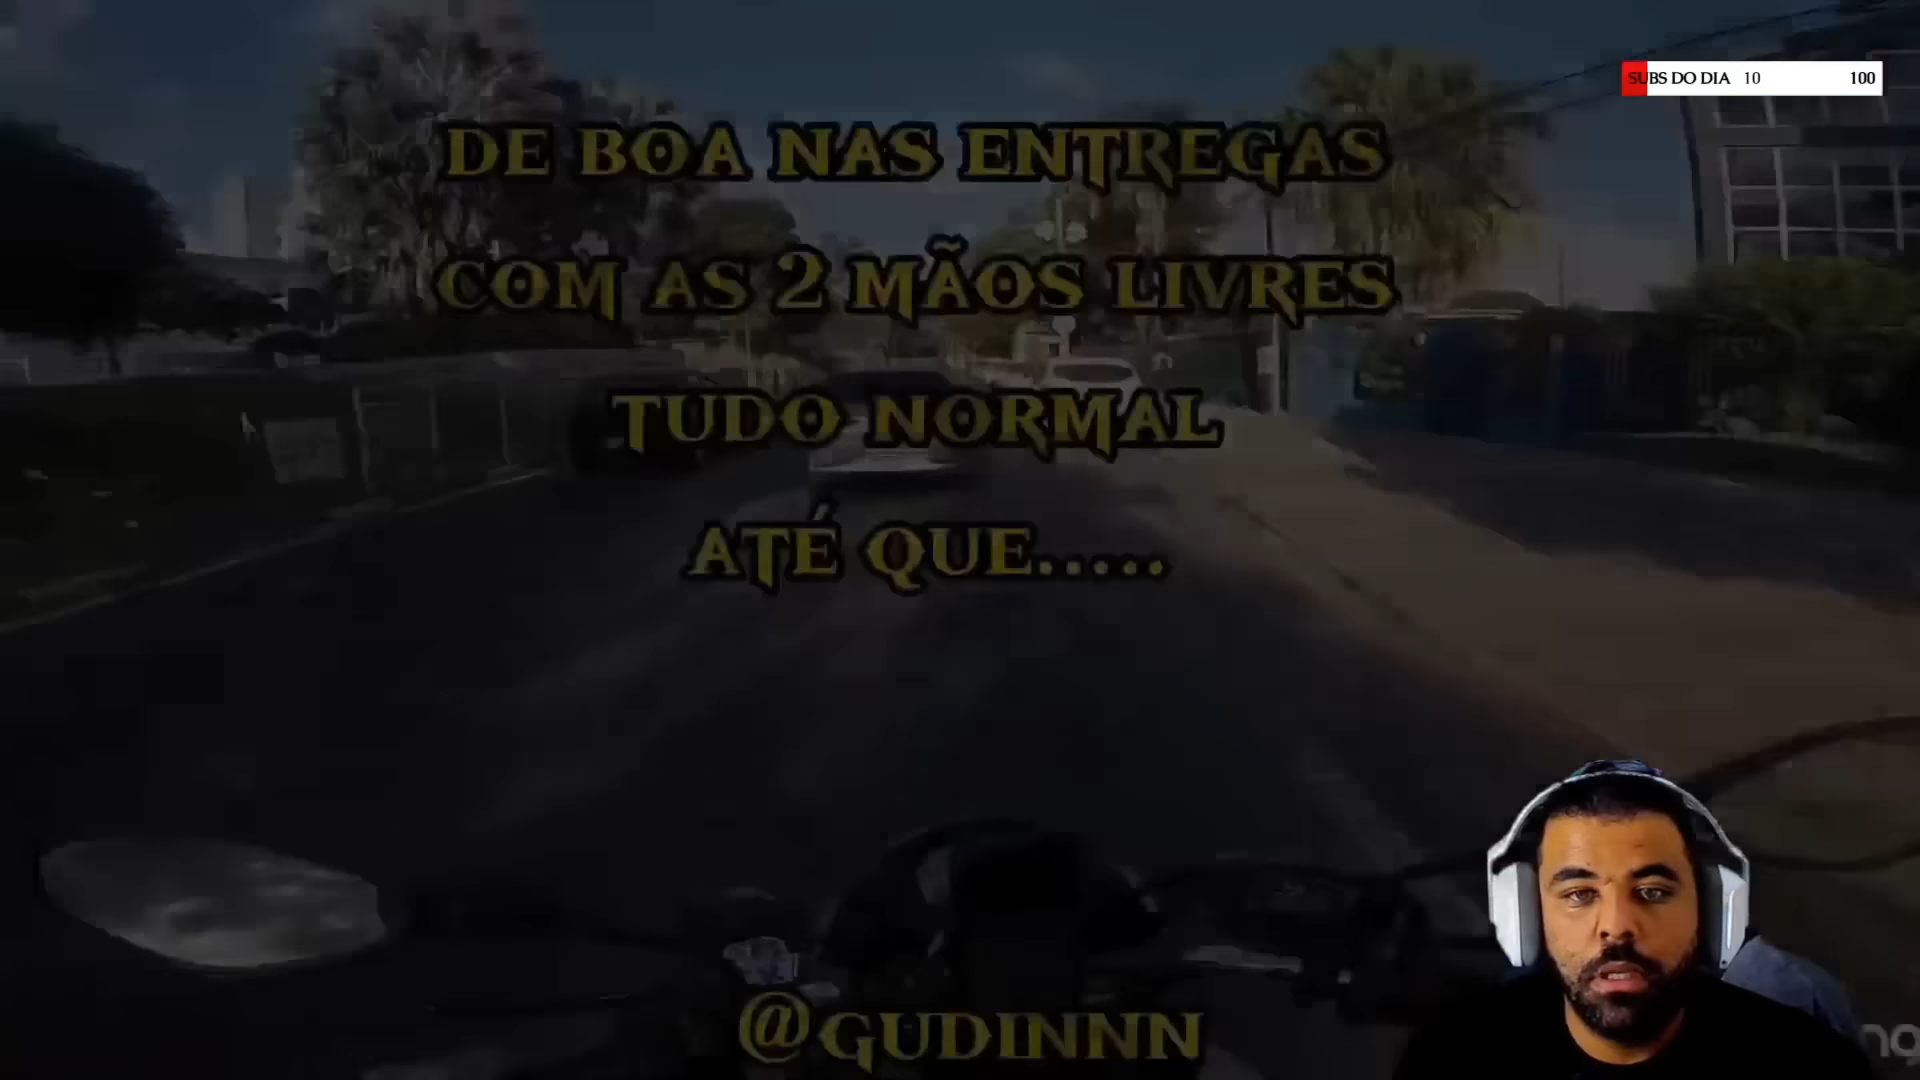 SUBS DO DIA 10 100
DE BOA NAS ENTREGAS
COM AS 2 MÃOS LIVRES
TUDO NORMAL
ATÉ QUE.....
@GUDINNN